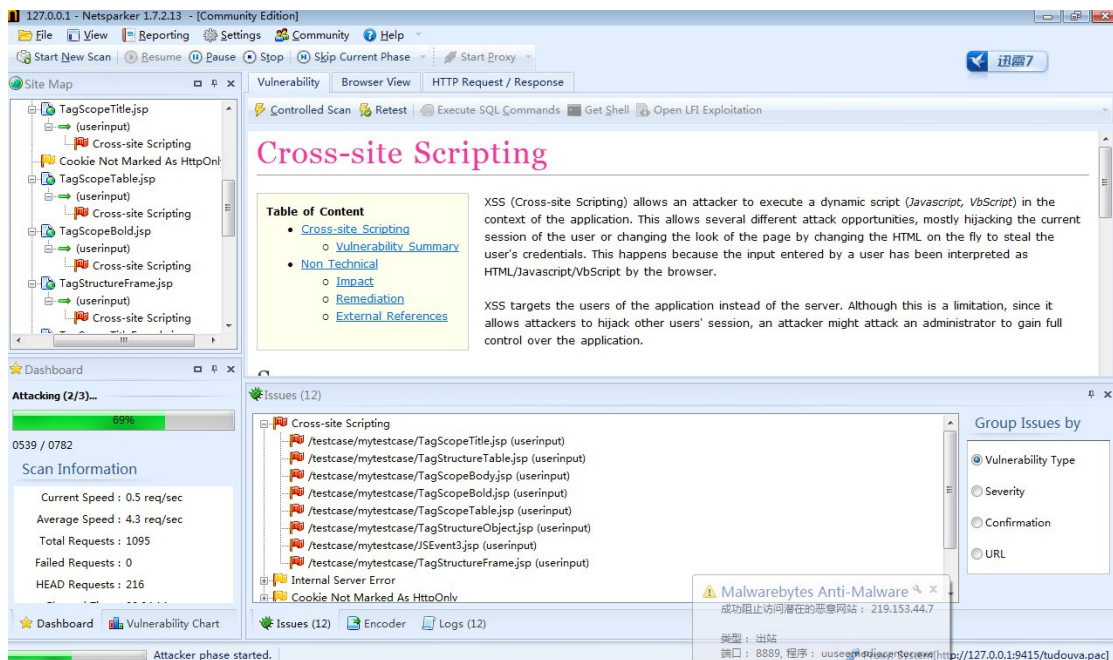 127.0.0.1 - Netsparker 1.7.2.13 - [Community Edition]
File View Reporting Settings Community Help
Start New Scan Resume Pause Stop Skip Current Phase Start Proxy
迅雷7
Site Map
TagScopeTitle.jsp
(userinput)
Cross-site Scripting
Cookie Not Marked As HttpOnl
TagScopeTable.jsp
(userinput)
Cross-site Scripting
TagScopeBold.jsp
(userinput)
Cross-site Scripting
TagStructureFrame.jsp
(userinput)
Cross-site Scripting
Vulnerability Browser View HTTP Request / Response
Controlled Scan Retest Execute SQL Commands Get Shell Open LFI Exploitation
Cross-site Scripting
Table of Content
Cross-site Scripting
Vulnerability Summary
Non Technical
Impact
Remediation
External References
XSS (Cross-site Scripting) allows an attacker to execute a dynamic script (Javascript, VbScript) in the
context of the application. This allows several different attack opportunities, mostly hijacking the current
session of the user or changing the look of the page by changing the HTML on the fly to steal the
user's credentials. This happens because the input entered by a user has been interpreted as
HTML/Javascript/VbScript by the browser.
XSS targets the users of the application instead of the server. Although this is a limitation, since it
allows attackers to hijack other users' session, an attacker might attack an administrator to gain full
control over the application.
Dashboard
Attacking (2/3)...
69%
0539 / 0782
Scan Information
Current Speed : 0.5 req/sec
Average Speed : 4.3 req/sec
Total Requests : 1095
Failed Requests : 0
HEAD Requests : 216
Dashboard Vulnerability Chart
Issues (12)
Cross-site Scripting
/testcase/mytestcase/TagScopeTitle.jsp (userinput)
/testcase/mytestcase/TagStructureTable.jsp (userinput)
/testcase/mytestcase/TagScopeBody.jsp (userinput)
/testcase/mytestcase/TagScopeBold.jsp (userinput)
/testcase/mytestcase/TagScopeTable.jsp (userinput)
/testcase/mytestcase/TagStructureObject.jsp (userinput)
/testcase/mytestcase/JSEvent3.jsp (userinput)
/testcase/mytestcase/TagStructureFrame.jsp (userinput)
Internal Server Error
Cookie Not Marked As HttpOnly
Group Issues by
Vulnerability Type
Severity
Confirmation
URL
Issues (12) Encoder Logs (12)
Malwarebytes Anti-Malware
成功阻止访问潜在的恶意网站： 219.153.44.7
类型： 出站
端口： 8889, 程序：
Attacker phase started.
http://127.0.0.1:9415/tudouva.pac]